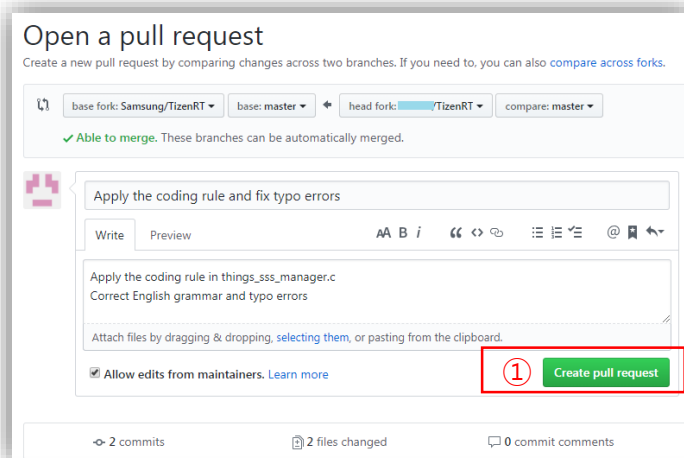 Open a pull request
Create a new pull request by comparing changes across two branches. If you need to, you can also compare across forks.
base fork: Samsung/TizenRT ▾ base: master ▾ ← head fork: /TizenRT ▾ compare: master ▾
✓ Able to merge. These branches can be automatically merged.
Apply the coding rule and fix typo errors
Write Preview AA B i “ <> @
Apply the coding rule in things_sss_manager.c
Correct English grammar and typo errors
Attach files by dragging & dropping, selecting them, or pasting from the clipboard.
Allow edits from maintainers. Learn more ① Create pull request
2 commits 2 files changed 0 commit comments